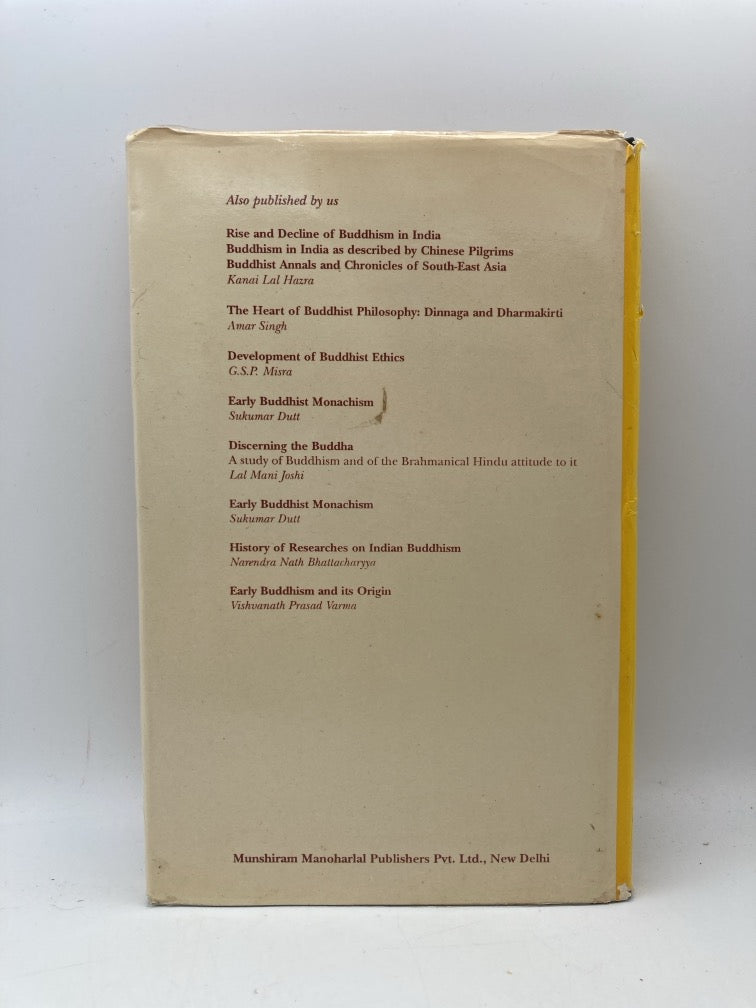 Also published by us
Rise and Decline of Buddhism in India
Buddhism in India as described by Chinese Pilgrims
Buddhist Annals and Chronicles of South-East Asia
Kanai Lal Hazra
The Heart of Buddhist Philosophy: Dinnaga and Dharmakirti
Amar Singh
Development of Buddhist Ethics
G.S.P. Misra
Early Buddhist Monachism
Sukumar Dutt
Discerning the Buddha
A study of Buddhism and of the Brahmanical Hindu attitude to it
Lal Mani Joshi
Early Buddhist Monachism
Sukumar Dutt
History of Researches on Indian Buddhism
Narendra Nath Bhattacharyya
Early Buddhism and its Origin
Vishvanath Prasad Varma
Munshiram Manoharlal Publishers Pvt. Ltd., New Delhi